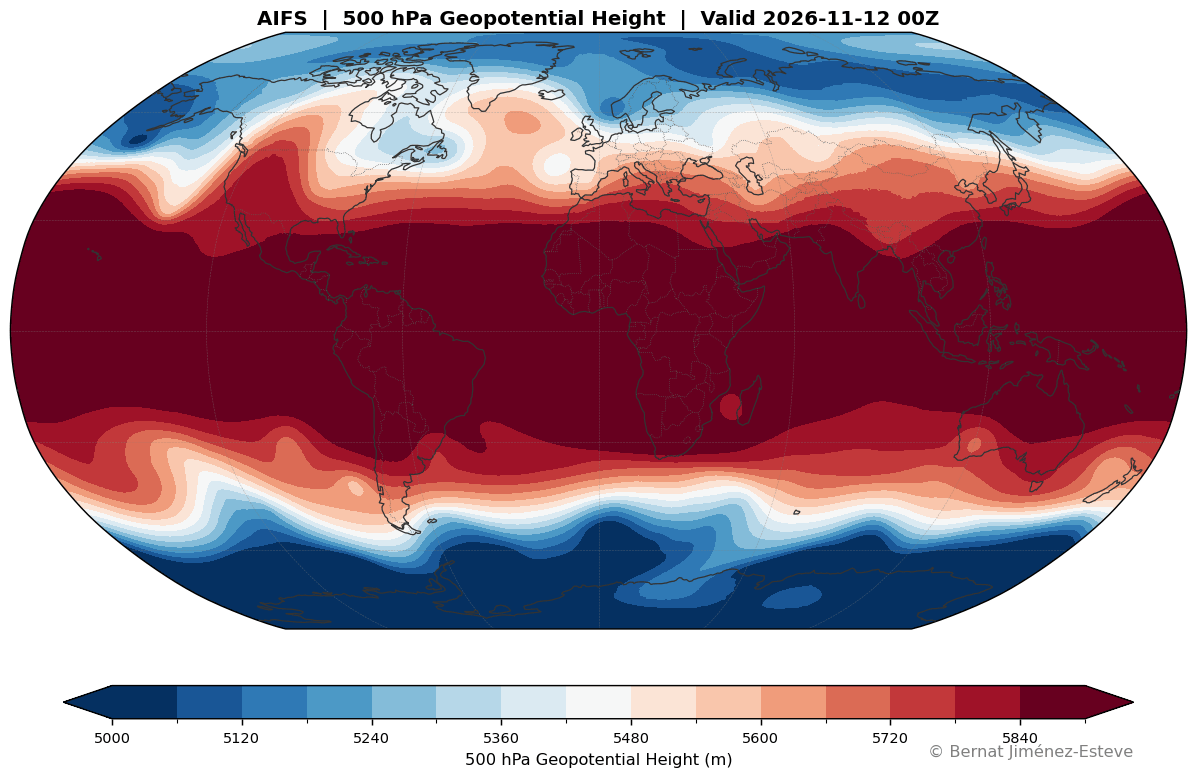 AIFS  |  500 hPa Geopotential Height  |  Valid 2026-11-12 00Z
5000 5120 5240 5360 5480 5600 5720 5840
500 hPa Geopotential Height (m)
© Bernat Jiménez-Esteve